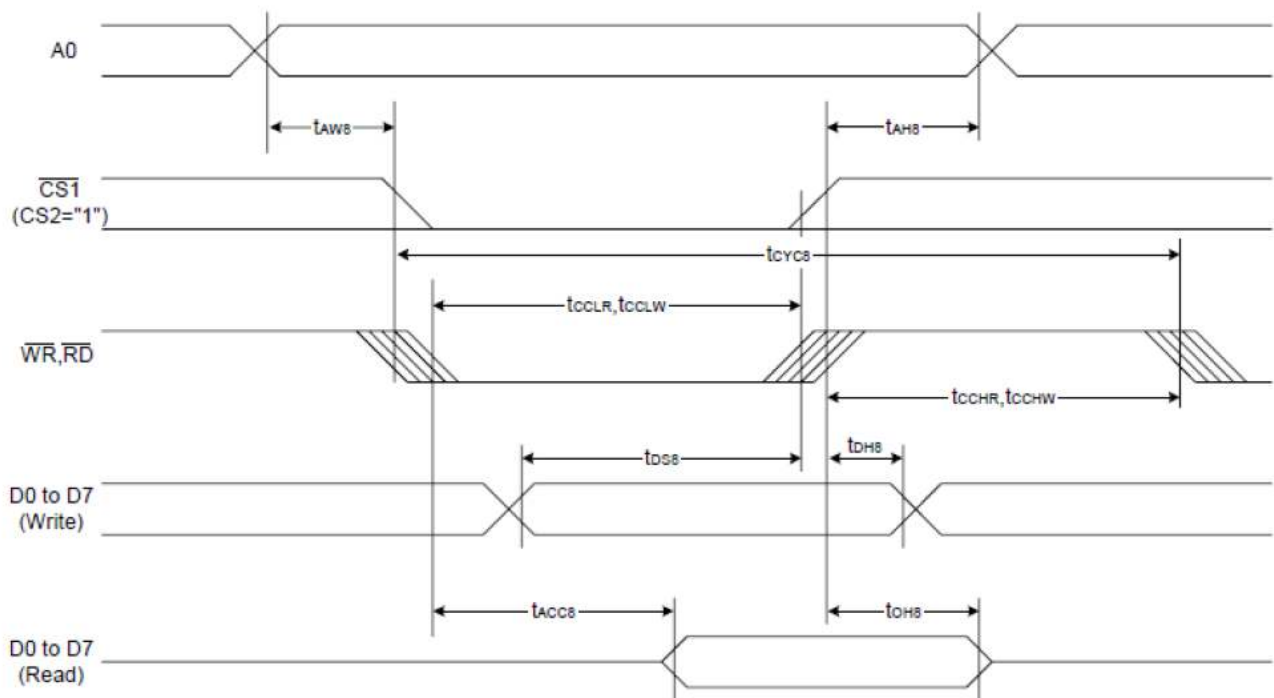 A0
tAW8
tAH8
CS1
(CS2="1")
tCYC8
tCCLR,tCCLW
WR,RD
tCCHR,tCCHW
tDS8
tDH8
D0 to D7
(Write)
tACC8
tOH8
D0 to D7
(Read)